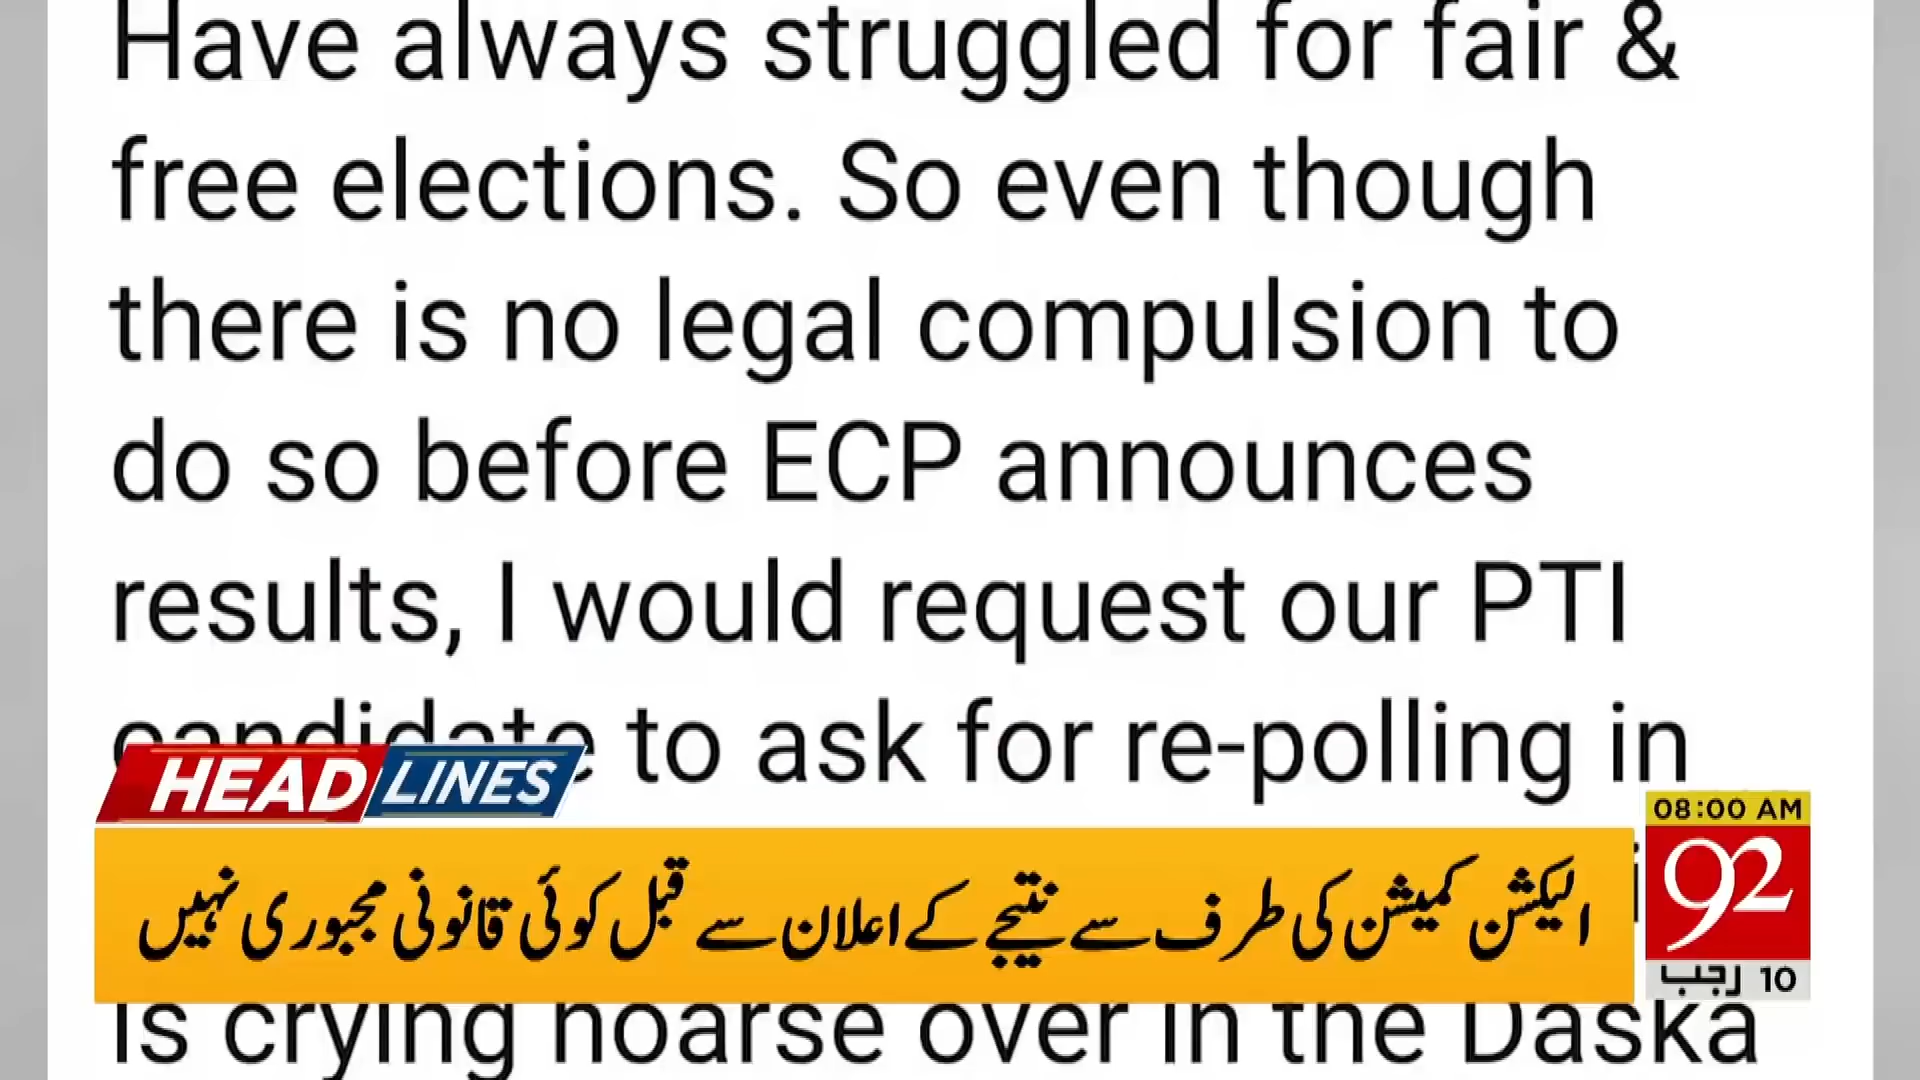 Have always struggled for fair &
free elections. So even though
there is no legal compulsion to
do so before ECP announces
results, I would request our PTI
candidate to ask for re-polling in
HEADLINES
08:00 AM
92
الیکشن کمیشن کی طرف سے نتیجے کے اعلان سے قبل کوئی قانونی مجبوری نہیں
10 رجب
is crying hoarse over in the Daska